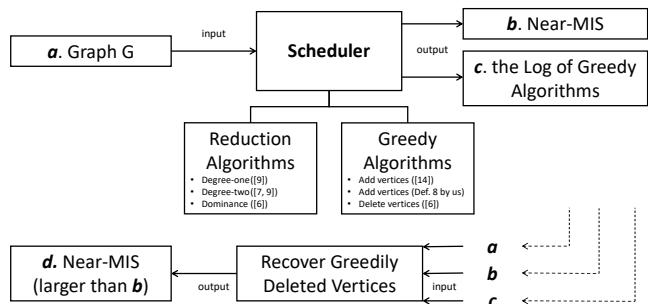 a. Graph G
input
Scheduler
output
b. Near-MIS
c. the Log of Greedy
Algorithms
Reduction
Algorithms
• Degree-one([9])
• Degree-two([7, 9])
• Dominance ([6])
Greedy
Algorithms
• Add vertices ([14])
• Add vertices (Def. 8 by us)
• Delete vertices ([6])
d. Near-MIS
(larger than b)
output
Recover Greedily
Deleted Vertices
input
a
b
c